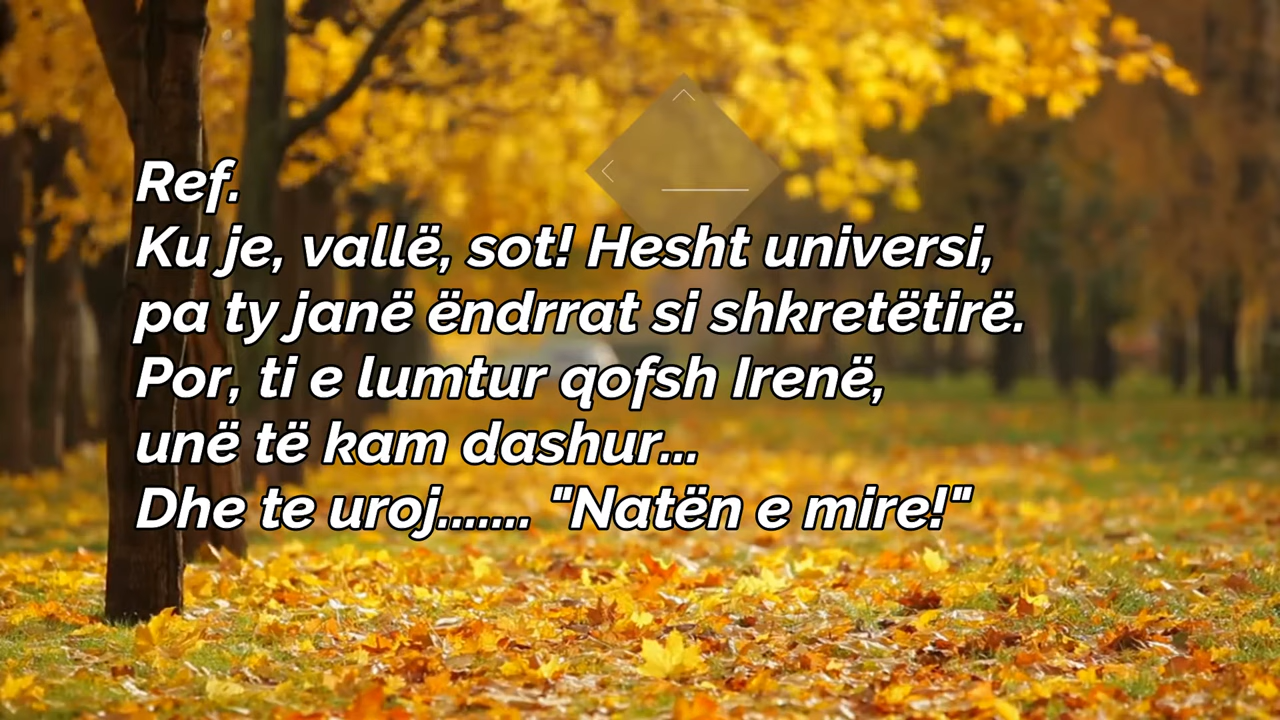 Ref.
Ku je, vallë, sot! Hesht universi,
pa ty janë ëndrrat si shkretëtirë.
Por, ti e lumtur qofsh Irenë,
unë të kam dashur...
Dhe te uroj....... "Natën e mire!"